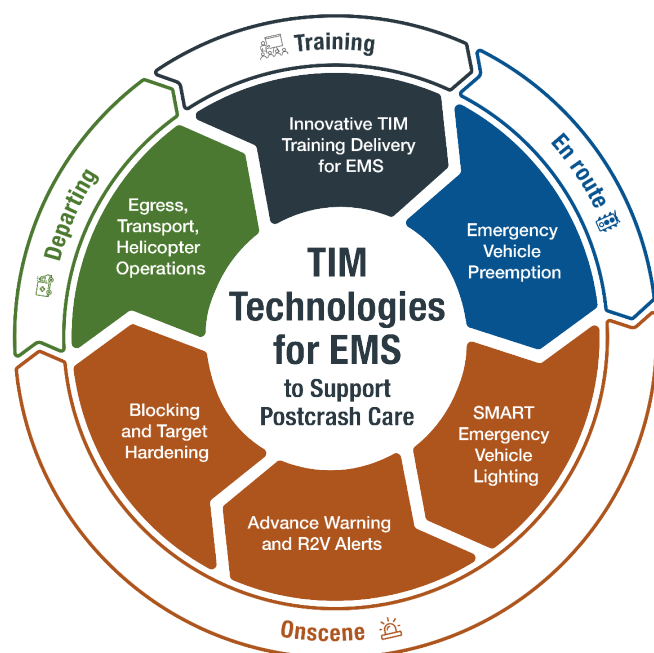 Training
Innovative TIM
Training Delivery
for EMS
En route
Emergency
Vehicle
Preemption
SMART
Emergency
Vehicle
Lighting
Onscene
Advance Warning
and R2V Alerts
Blocking
and Target
Hardening
Departing
Egress,
Transport,
Helicopter
Operations
TIM
Technologies
for EMS
to Support
Postcrash Care